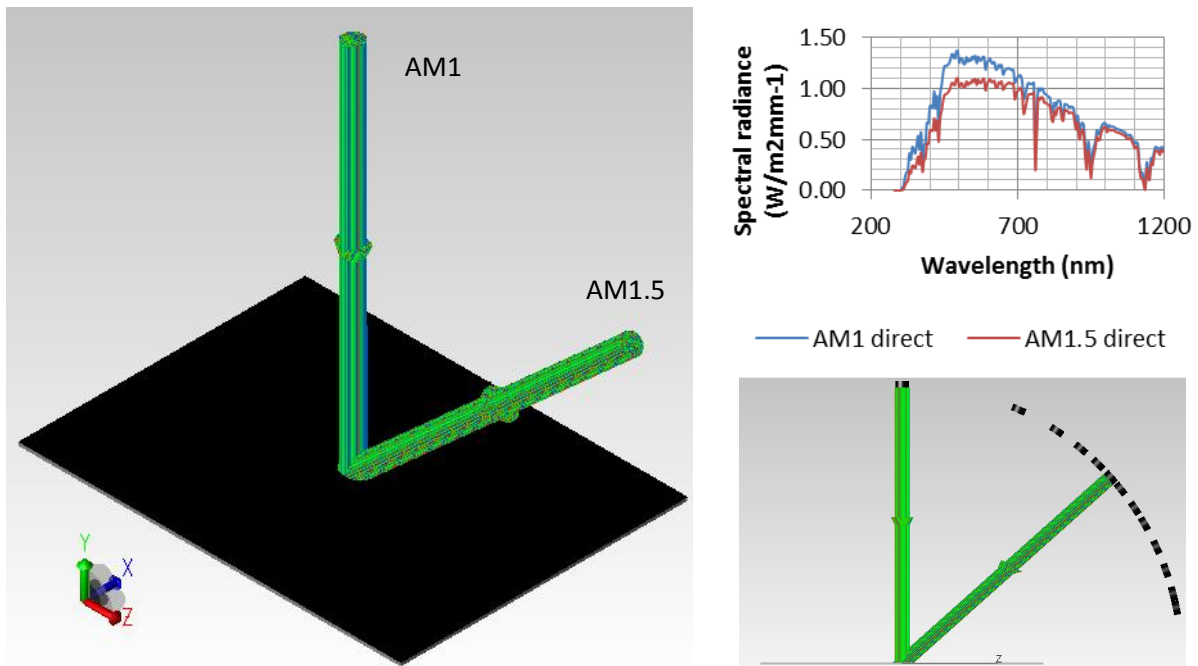 AM1
AM1.5
Y
X
Z
Spectral radiance
(W/m2mm-1)
1.50
1.00
0.50
0.00
200
700
1200
Wavelength (nm)
AM1 direct
AM1.5 direct
z